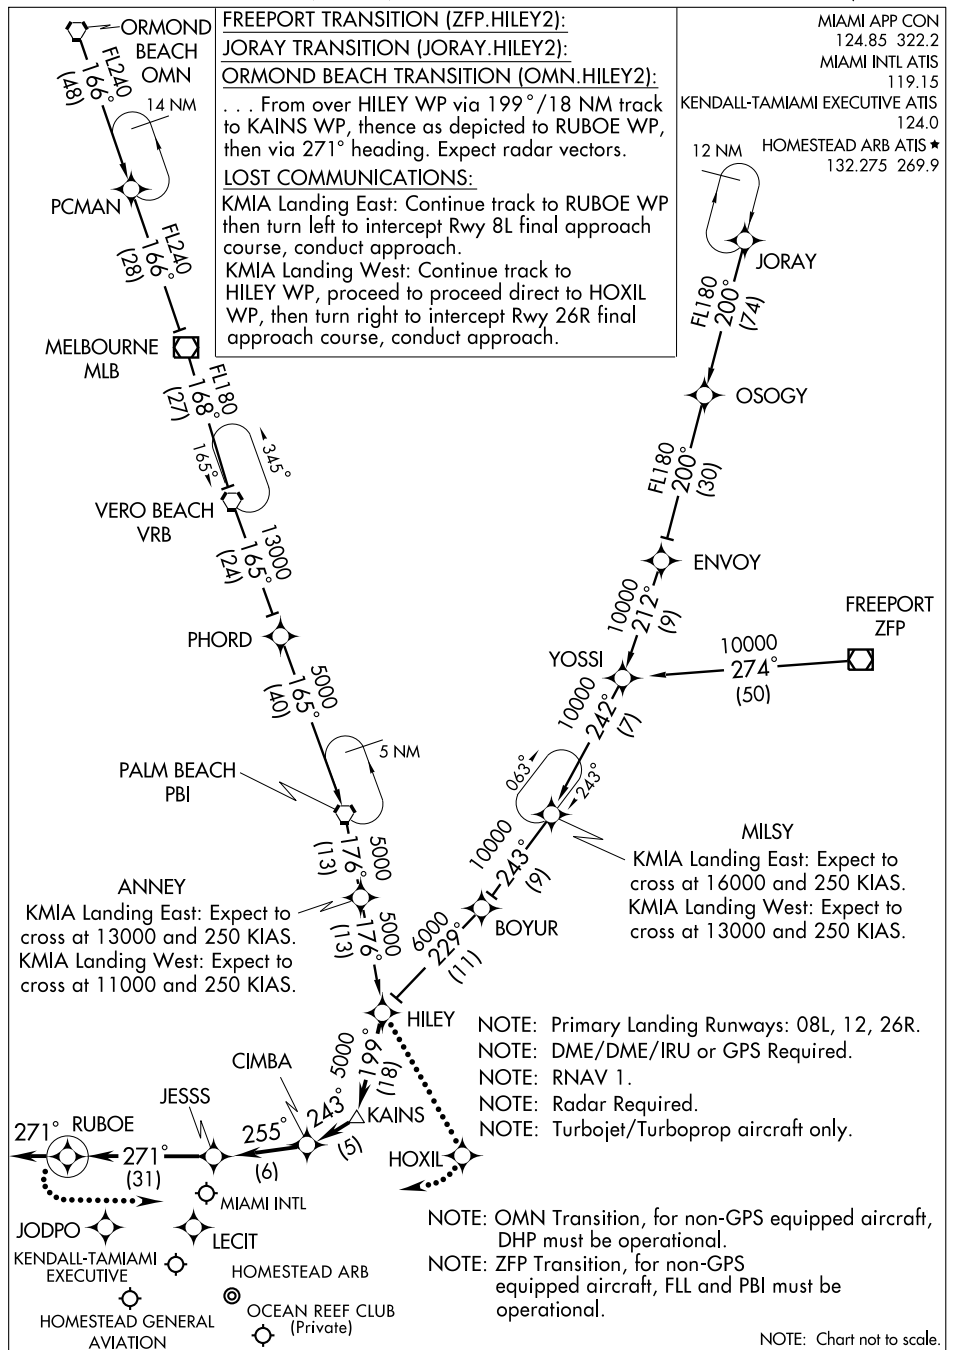 FREEPORT TRANSITION (ZFP.HILEY2):
JORAY TRANSITION (JORAY.HILEY2):
ORMOND BEACH TRANSITION (OMN.HILEY2):
. . . From over HILEY WP via 199°/18 NM track
to KAINS WP, thence as depicted to RUBOE WP,
then via 271° heading. Expect radar vectors.
LOST COMMUNICATIONS:
KMIA Landing East: Continue track to RUBOE WP
then turn left to intercept Rwy 8L final approach
course, conduct approach.
KMIA Landing West: Continue track to
HILEY WP, proceed to proceed direct to HOXIL
WP, then turn right to intercept Rwy 26R final
approach course, conduct approach.
MIAMI APP CON
124.85 322.2
MIAMI INTL ATIS
119.15
KENDALL-TAMIAMI EXECUTIVE ATIS
124.0
HOMESTEAD ARB ATIS ★
132.275 269.9
ORMOND
BEACH
OMN
FL240
166°
(48)
14 NM
PCMAN
FL240
166°
(28)
MELBOURNE
MLB
FL180
168°
(27)
165°
345°
VERO BEACH
VRB
13000
165°
(24)
PHORD
5000
165°
(40)
5 NM
PALM BEACH
PBI
5000
176°
(13)
ANNEY
KMIA Landing East: Expect to
cross at 13000 and 250 KIAS.
KMIA Landing West: Expect to
cross at 11000 and 250 KIAS.
5000
176°
(13)
12 NM
JORAY
FL180
200°
(74)
OSOGY
FL180
200°
(30)
ENVOY
10000
212°
(9)
FREEPORT
ZFP
10000
274°
(50)
YOSSI
10000
242°
(7)
063°
243°
MILSY
KMIA Landing East: Expect to
cross at 16000 and 250 KIAS.
KMIA Landing West: Expect to
cross at 13000 and 250 KIAS.
10000
243°
(9)
BOYUR
6000
229°
(11)
HILEY
5000
199°
(18)
KAINS
243°
(5)
CIMBA
255°
(6)
JESSS
271°
(31)
RUBOE
271°
HOXIL
MIAMI INTL
JODPO
LECIT
KENDALL-TAMIAMI
EXECUTIVE
HOMESTEAD ARB
HOMESTEAD GENERAL
AVIATION
OCEAN REEF CLUB
(Private)
NOTE: Primary Landing Runways: 08L, 12, 26R.
NOTE: DME/DME/IRU or GPS Required.
NOTE: RNAV 1.
NOTE: Radar Required.
NOTE: Turbojet/Turboprop aircraft only.
NOTE: OMN Transition, for non-GPS equipped aircraft,
DHP must be operational.
NOTE: ZFP Transition, for non-GPS
equipped aircraft, FLL and PBI must be
operational.
NOTE: Chart not to scale.